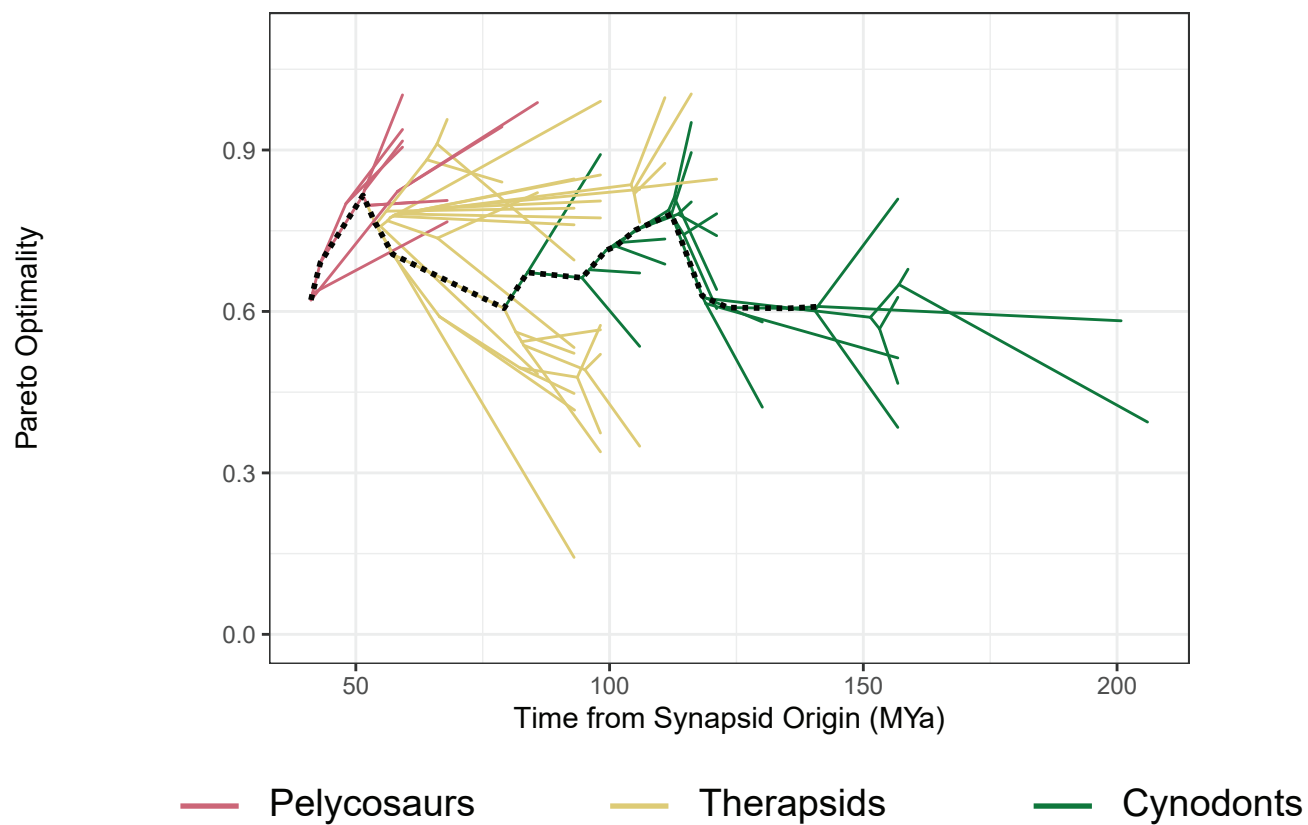 Pareto Optimality
0.9
0.6
0.3
0.0
50 100 150 200
Time from Synapsid Origin (MYa)
Pelycosaurs Therapsids Cynodonts